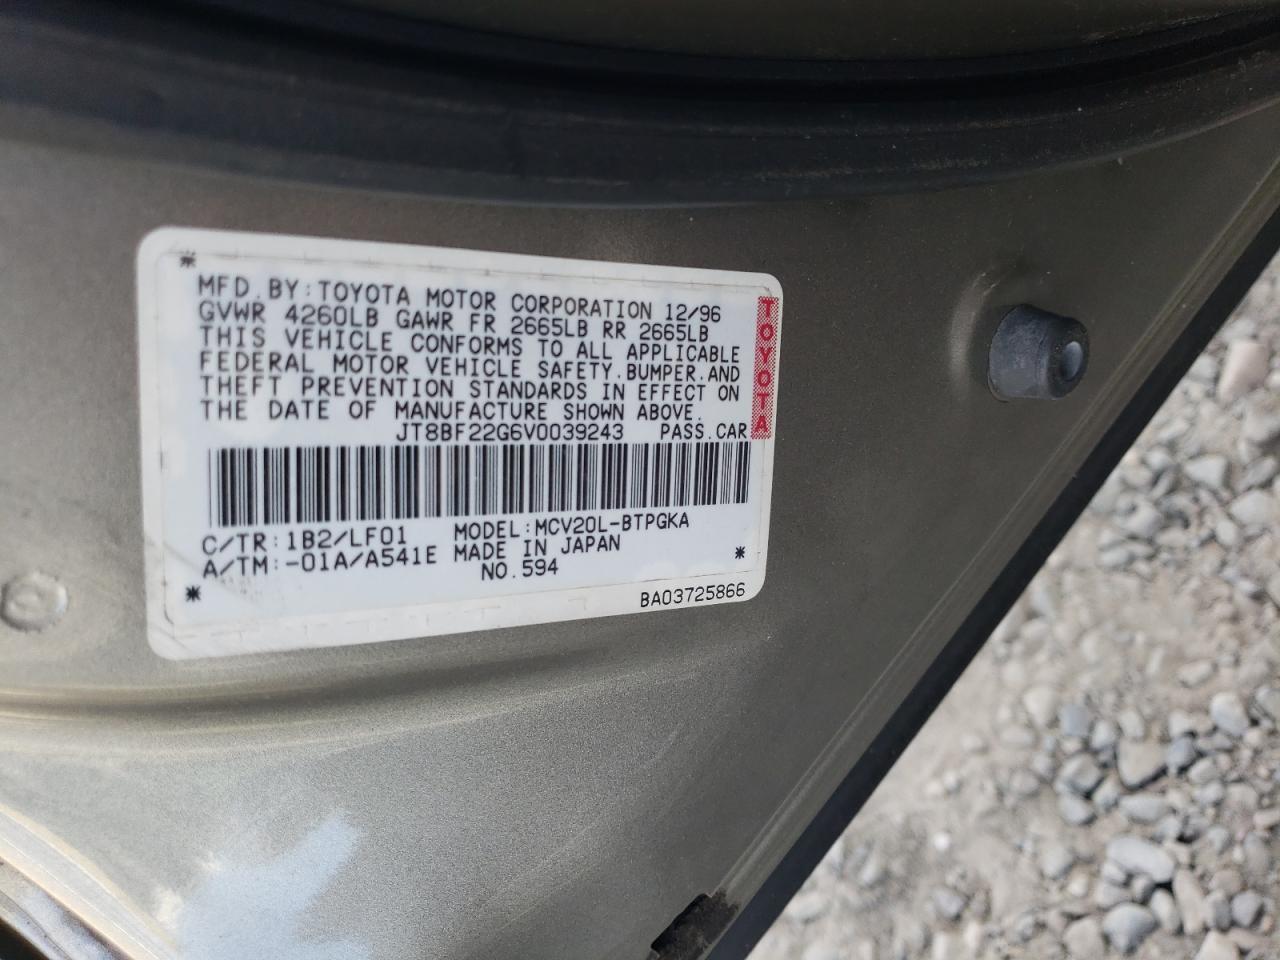 * MFD.BY:TOYOTA MOTOR CORPORATION 12/96
GVWR 4260LB GAWR FR 2665LB RR 2665LB
THIS VEHICLE CONFORMS TO ALL APPLICABLE
FEDERAL MOTOR VEHICLE SAFETY.BUMPER.AND
THEFT PREVENTION STANDARDS IN EFFECT ON
THE DATE OF MANUFACTURE SHOWN ABOVE.
JT8BF22G6V0039243 PASS.CAR
TOYOTA
C/TR:1B2/LF01 MODEL:MCV20L-BTPGKA
A/TM:-01A/A541E MADE IN JAPAN *
* NO.594
BA03725866